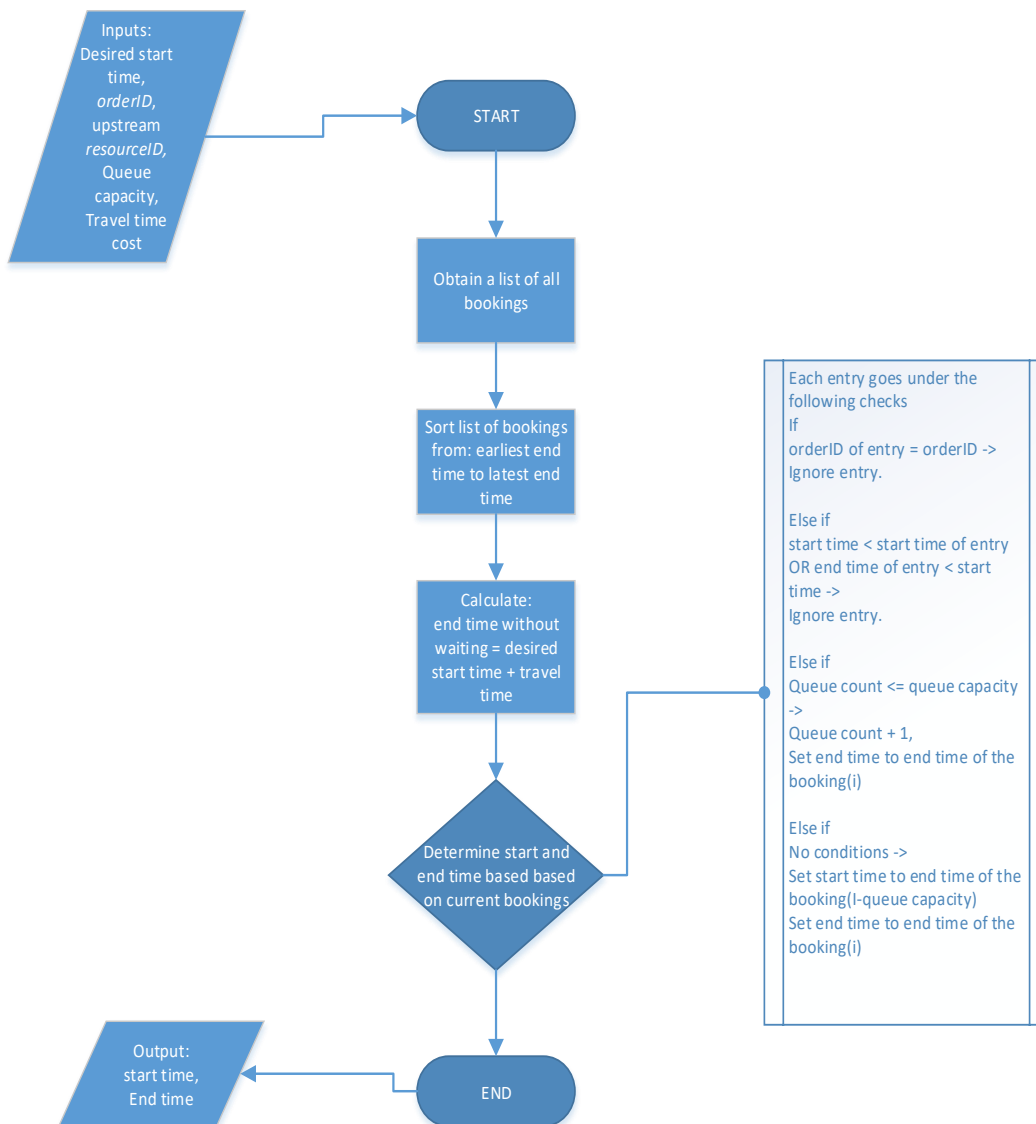 Inputs:
Desired start
time,
orderID,
upstream
resourceID,
Queue
capacity,
Travel time
cost
START
Obtain a list of all
bookings
Sort list of bookings
from: earliest end
time to latest end
time
Calculate:
end time without
waiting = desired
start time + travel
time
Determine start and
end time based based
on current bookings
Each entry goes under the
following checks
If
orderID of entry = orderID ->
Ignore entry.
Else if
start time < start time of entry
OR end time of entry < start
time ->
Ignore entry.
Else if
Queue count <= queue capacity
->
Queue count + 1,
Set end time to end time of the
booking(i)
Else if
No conditions ->
Set start time to end time of the
booking(I-queue capacity)
Set end time to end time of the
booking(i)
END
Output:
start time,
End time